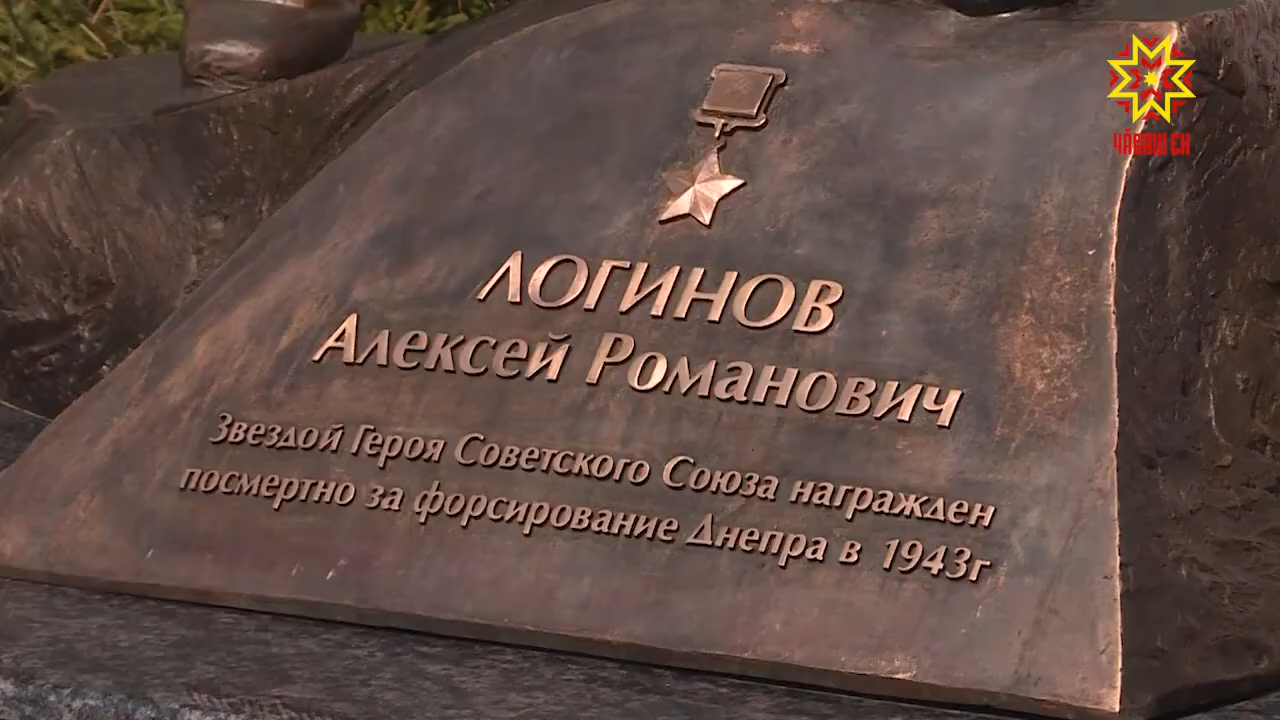 ЧӐВАШ ЕН
ЛОГИНОВ
Алексей Романович
Звездой Героя Советского Союза награжден
посмертно за форсирование Днепра в 1943г